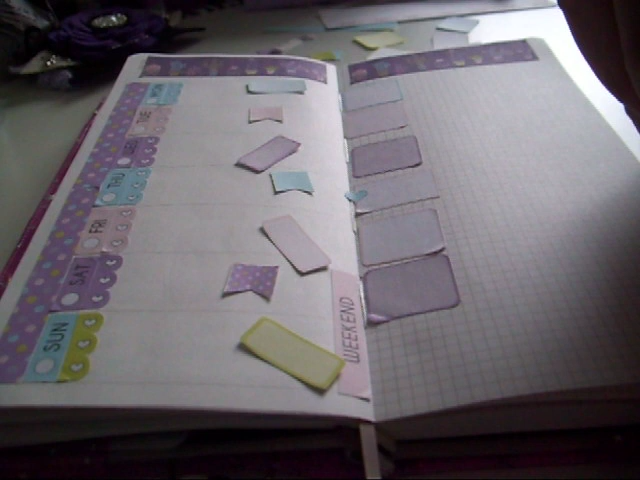 MON
TUE
WED
THU
FRI
SAT
SUN
WEEKEND